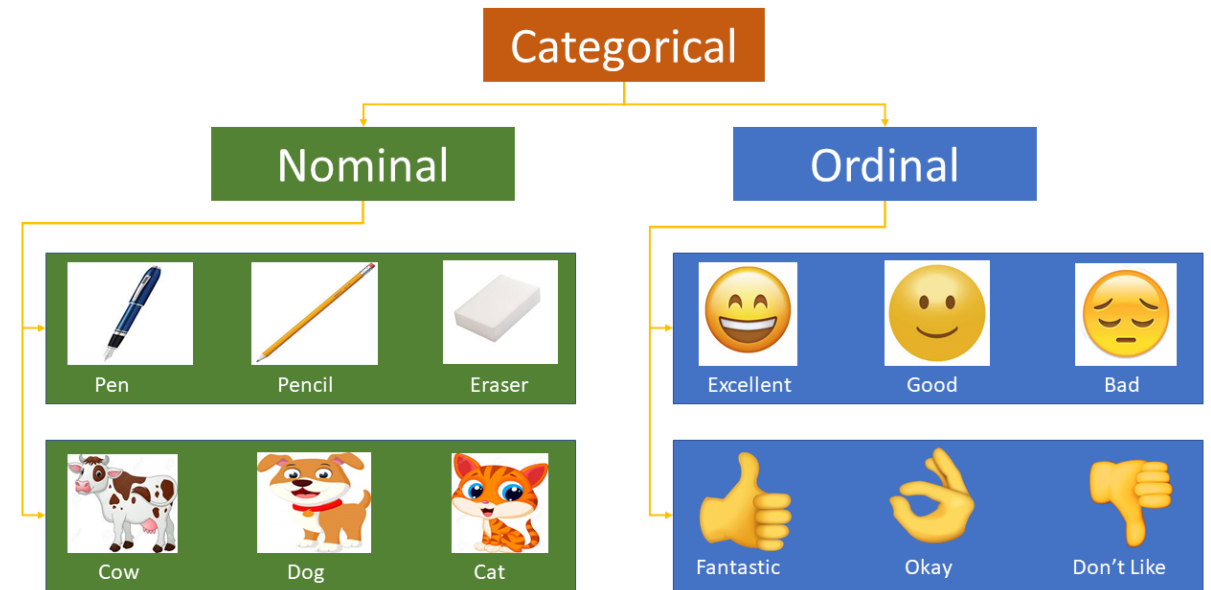 Categorical
Nominal
Ordinal
Pen
Pencil
Eraser
Excellent
Good
Bad
Cow
Dog
Cat
Fantastic
Okay
Don't Like